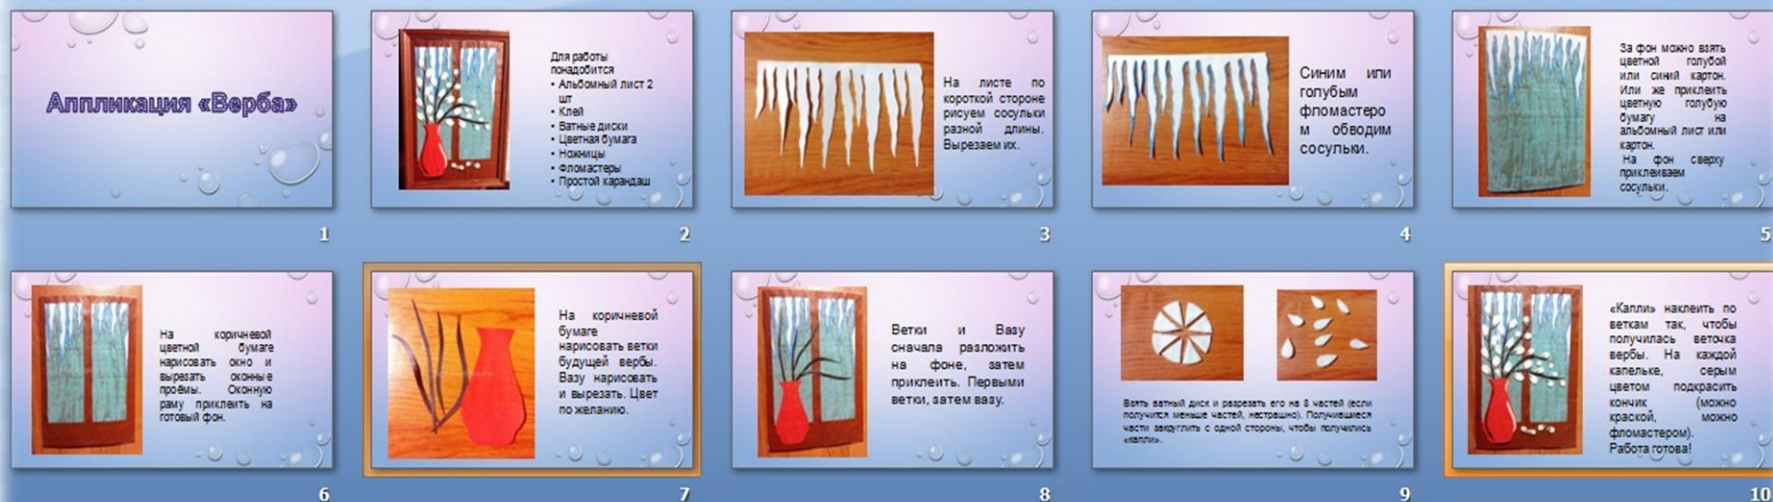 Аппликация «Верба»
1
Для работы
понадобится
• Альбомный лист 2
шт
• Клей
• Ватные диски
• Цветная бумага
• Ножницы
• Фломастеры
• Простой карандаш
2
На листе по
короткой стороне
рисуем сосульки
разной длины.
Вырезаем их.
3
Синим или
голубым
фломастеро
м обводим
сосульки.
4
За фон можно взять
цветной голубой
или синий картон.
Или же приклеить
цветную голубую
бумагу на
альбомный лист или
картон.
На фон сверху
приклеиваем
сосульки.
5
На коричневой
цветной бумаге
нарисовать окно и
вырезать оконные
проёмы. Оконную
раму приклеить на
готовый фон.
6
На коричневой
бумаге
нарисовать ветки
будущей вербы.
Вазу нарисовать
и вырезать. Цвет
по желанию.
7
Ветки и Вазу
сначала разложить
на фоне, затем
приклеить. Первыми
ветки, затем вазу.
8
Взять ватный диск и разрезать его на 8 частей (если
получится меньше частей, нестрашно). Получившиеся
части закруглить с одной стороны, чтобы получились
«капли».
9
«Капли» наклеить по
веткам так, чтобы
получилась веточка
вербы. На каждой
капельке, серым
цветом подкрасить
кончик (можно
краской, можно
фломастером).
Работа готова!
10